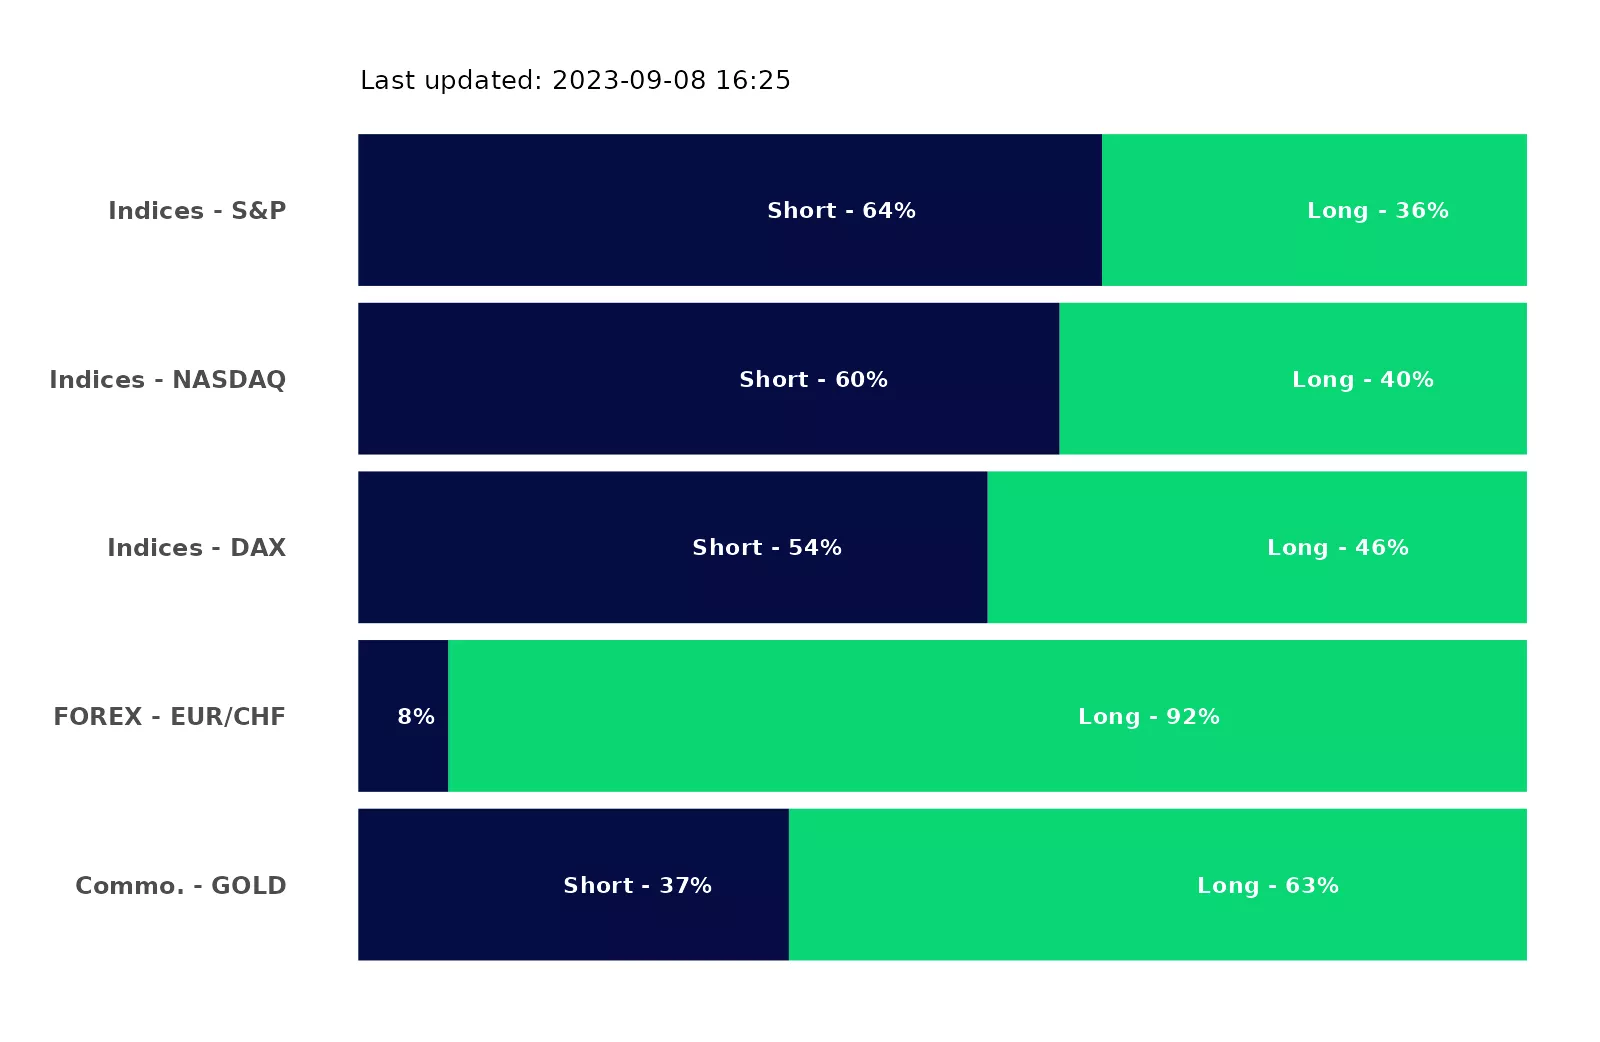 Last updated: 2023-09-08 16:25
Indices - S&P Short - 64% Long - 36%
Indices - NASDAQ Short - 60% Long - 40%
Indices - DAX Short - 54% Long - 46%
FOREX - EUR/CHF 8% Long - 92%
Commo. - GOLD Short - 37% Long - 63%